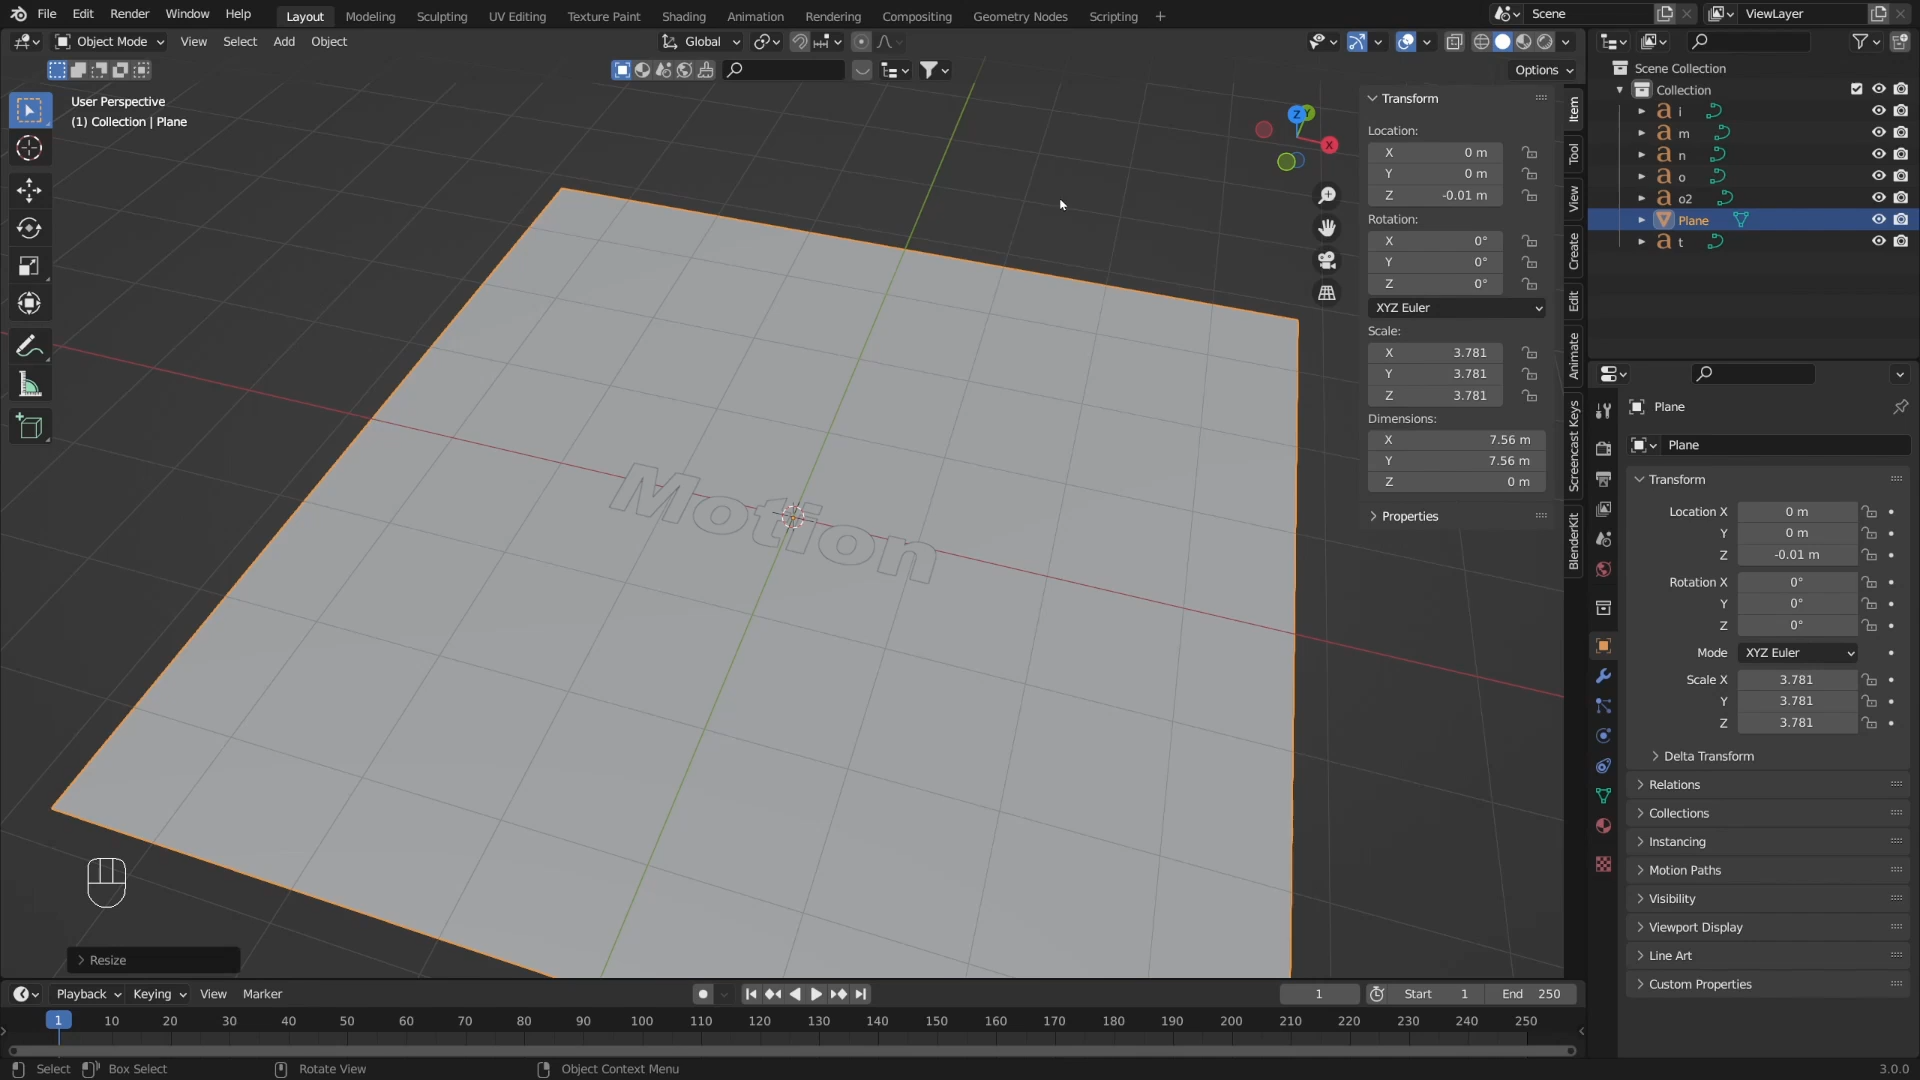 File Edit Render Window Help Layout Modeling Sculpting UV Editing Texture Paint Shading Animation Rendering Compositing Geometry Nodes Scripting + Scene ViewLayer
Object Mode View Select Add Object Global
Options
User Perspective
(1) Collection | Plane
Motion
Z
Y
X
Transform
Location:
X 0 m
Y 0 m
Z -0.01 m
Rotation:
X 0°
Y 0°
Z 0°
XYZ Euler
Scale:
X 3.781
Y 3.781
Z 3.781
Dimensions:
X 7.56 m
Y 7.56 m
Z 0 m
Properties
Item
Tool
View
Create
Edit
Animate
Screencast Keys
BlenderKit
Scene Collection
Collection
i
m
n
o
o2
Plane
t
Plane
Plane
Transform
Location X 0 m
Y 0 m
Z -0.01 m
Rotation X 0°
Y 0°
Z 0°
Mode XYZ Euler
Scale X 3.781
Y 3.781
Z 3.781
Delta Transform
Relations
Collections
Instancing
Motion Paths
Visibility
Viewport Display
Line Art
Custom Properties
Resize
Playback Keying View Marker 1 Start 1 End 250
1 10 20 30 40 50 60 70 80 90 100 110 120 130 140 150 160 170 180 190 200 210 220 230 240 250
Select Box Select Rotate View Object Context Menu 3.0.0